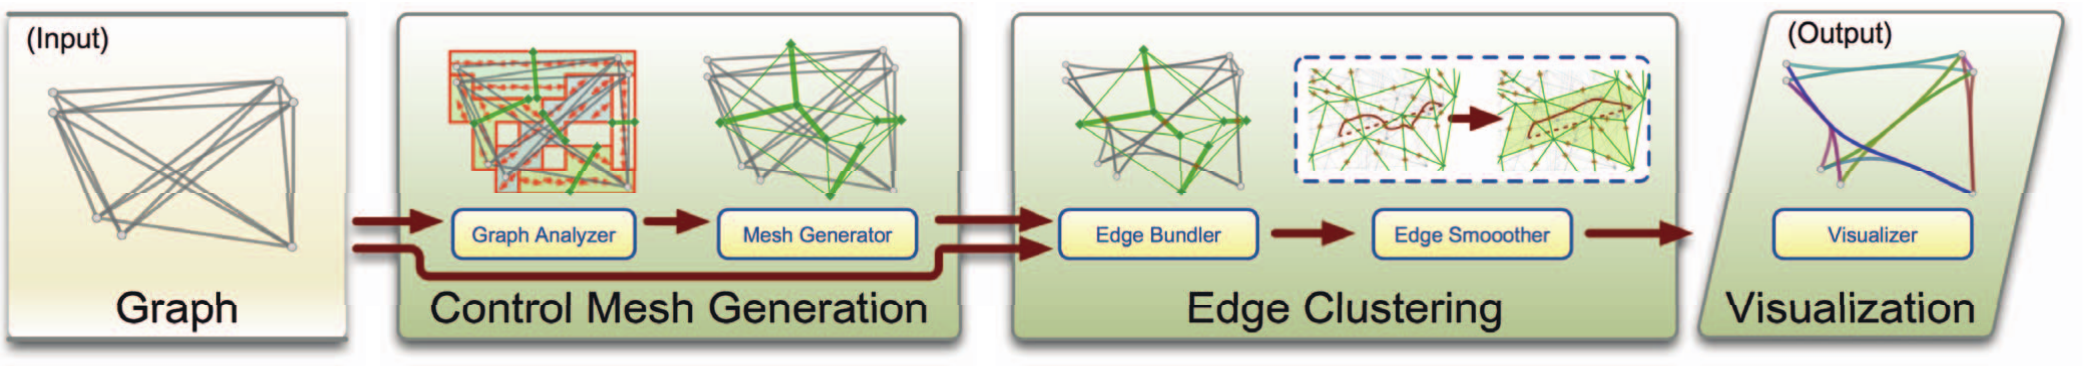 (Input)
Graph
Graph Analyzer
Mesh Generator
Control Mesh Generation
Edge Bundler
Edge Smooother
Edge Clustering
(Output)
Visualizer
Visualization